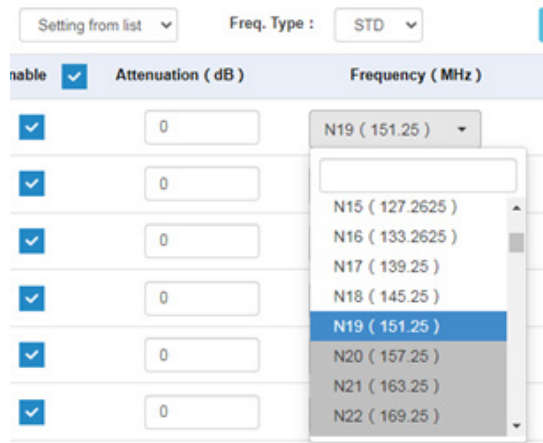 Setting from list Freq. Type : STD
nable Attenuation ( dB ) Frequency ( MHz )
0 N19 ( 151.25 )
0
N15 ( 127.2625 )
0 N16 ( 133.2625 )
N17 ( 139.25 )
0 N18 ( 145.25 )
N19 ( 151.25 )
0 N20 ( 157.25 )
N21 ( 163.25 )
0 N22 ( 169.25 )